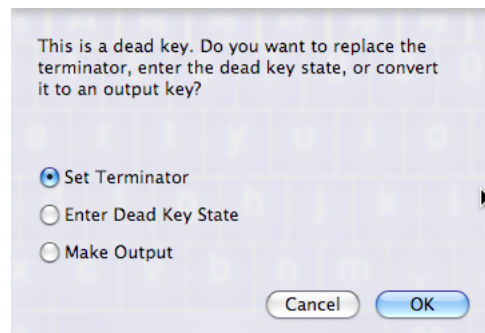 This is a dead key. Do you want to replace the
terminator, enter the dead key state, or convert
it to an output key?
Set Terminator
Enter Dead Key State
Make Output
Cancel OK